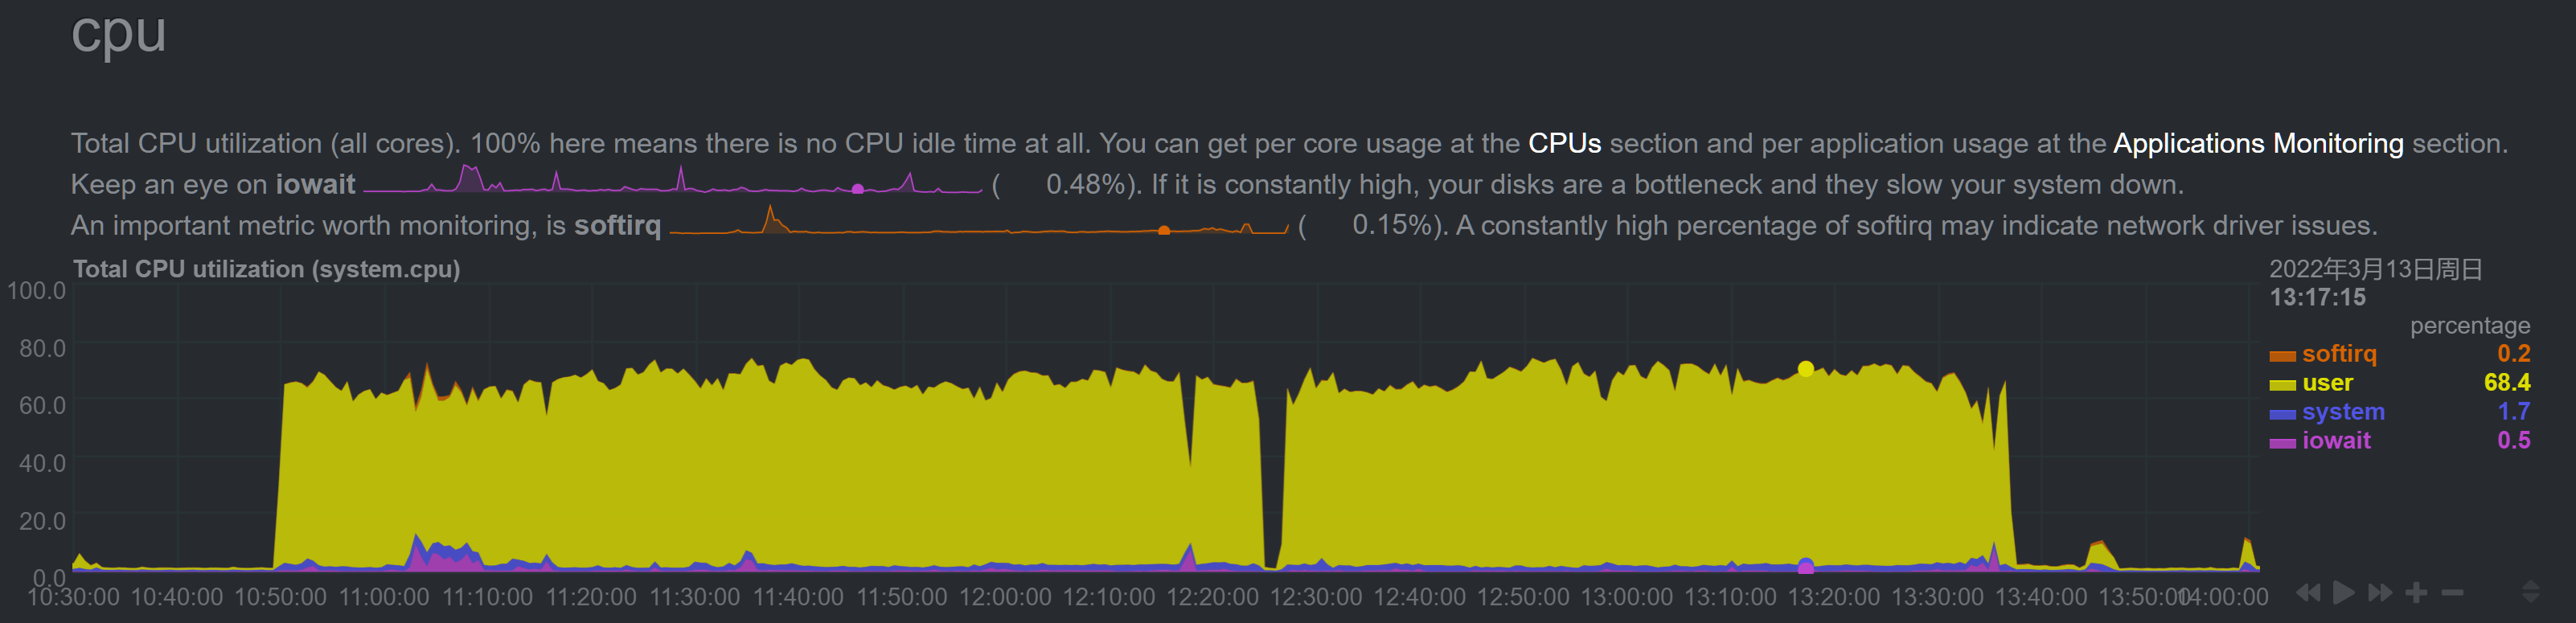 cpu
Total CPU utilization (all cores). 100% here means there is no CPU idle time at all. You can get per core usage at the CPUs section and per application usage at the Applications Monitoring section.
Keep an eye on iowait ( 0.48%). If it is constantly high, your disks are a bottleneck and they slow your system down.
An important metric worth monitoring, is softirq ( 0.15%). A constantly high percentage of softirq may indicate network driver issues.
Total CPU utilization (system.cpu)
2022年3月13日周日
13:17:15
percentage
softirq 0.2
user 68.4
system 1.7
iowait 0.5
100.0
80.0
60.0
40.0
20.0
0.0
10:30:00 10:40:00 10:50:00 11:00:00 11:10:00 11:20:00 11:30:00 11:40:00 11:50:00 12:00:00 12:10:00 12:20:00 12:30:00 12:40:00 12:50:00 13:00:00 13:10:00 13:20:00 13:30:00 13:40:00 13:50:00 14:00:00